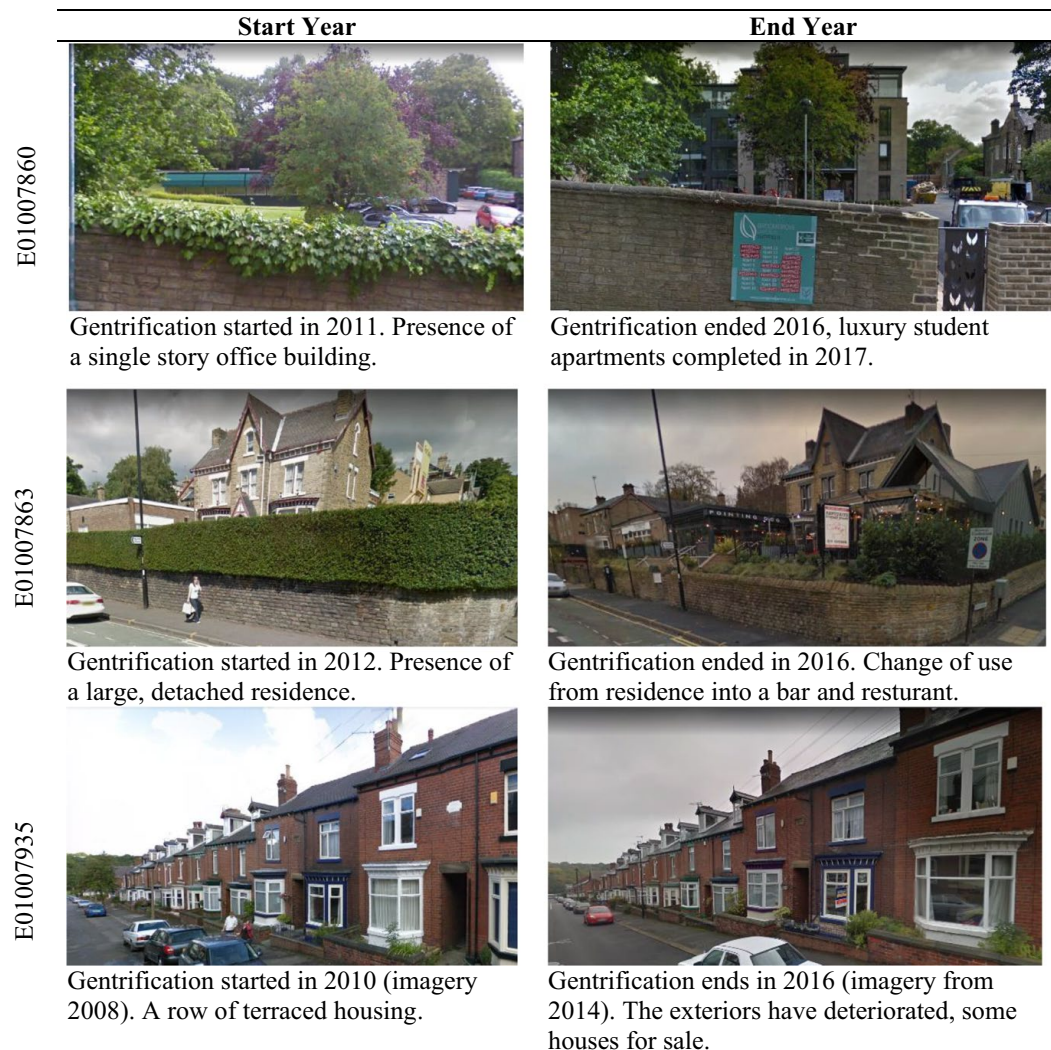 Start Year
End Year
E01007860
Gentrification started in 2011. Presence of
a single story office building.
Gentrification ended 2016, luxury student
apartments completed in 2017.
E01007863
Gentrification started in 2012. Presence of
a large, detached residence.
PRINTING
ZONE
Gentrification ended in 2016. Change of use
from residence into a bar and resturant.
E01007935
Gentrification started in 2010 (imagery
2008). A row of terraced housing.
Gentrification ends in 2016 (imagery from
2014). The exteriors have deteriorated, some
houses for sale.